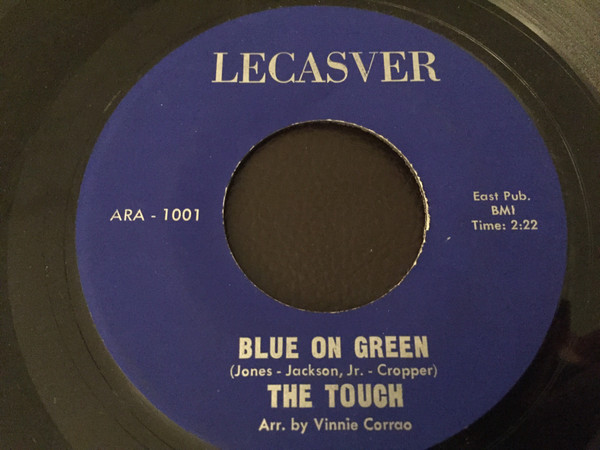 LECASVER
ARA - 1001
East Pub.
BMI
Time: 2:22
BLUE ON GREEN
(Jones - Jackson, Jr. - Cropper)
THE TOUCH
Arr. by Vinnie Corrao